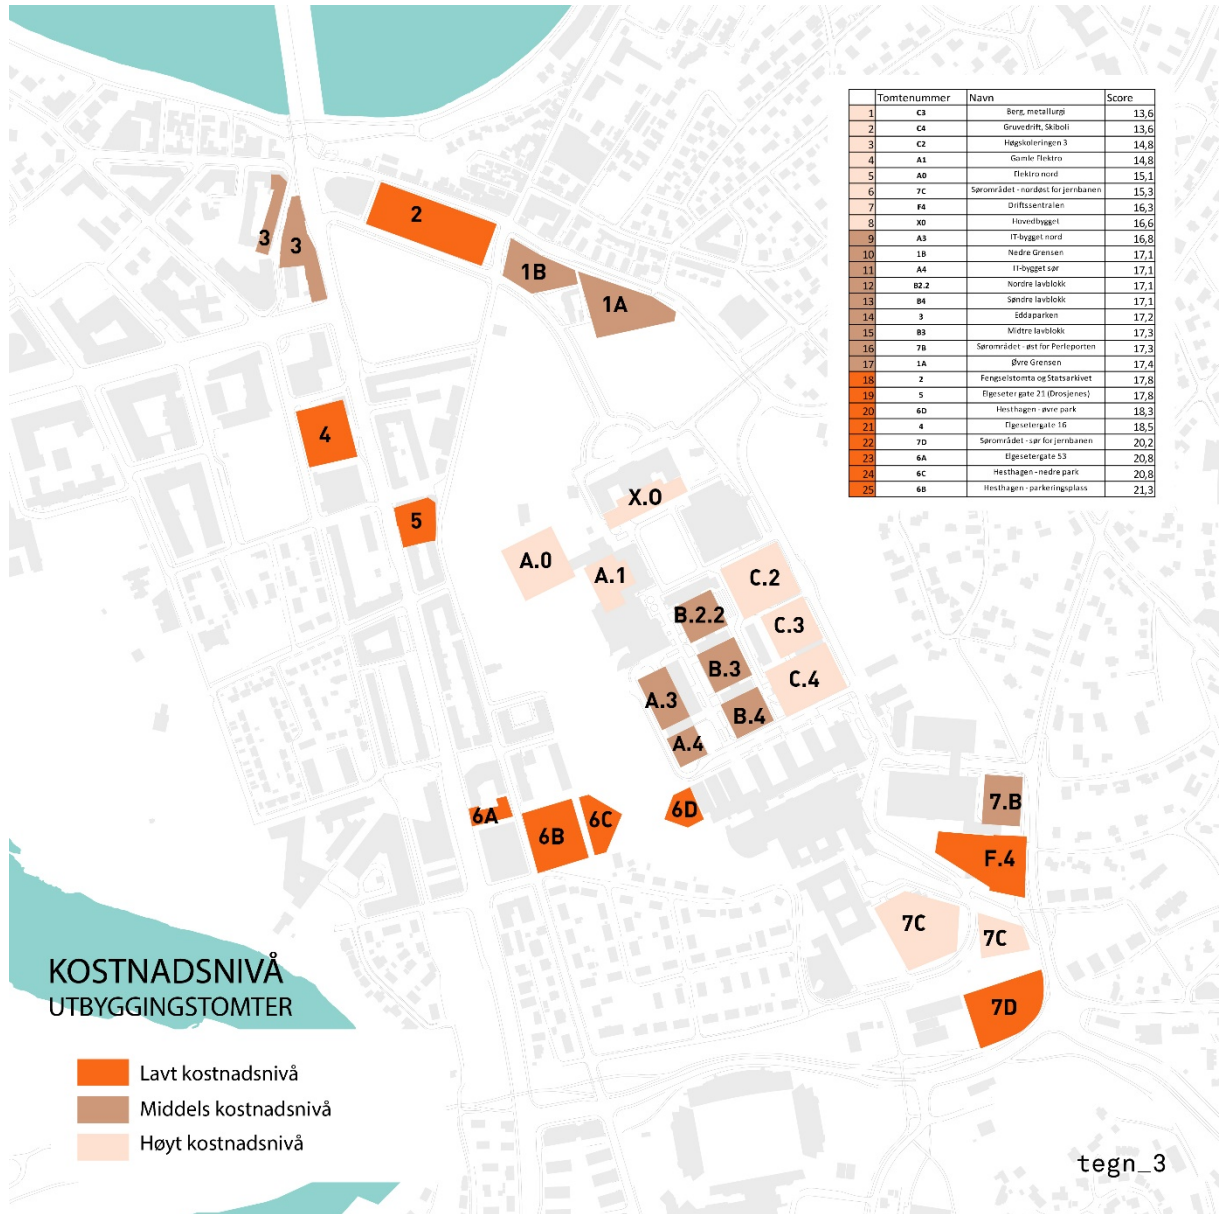 Tomtenummer Navn Score
1 C3 Berg, metallurgi 13,6
2 C4 Gruvedrift, Skiboli 13,6
3 C2 Høgskoleringen 3 14,8
4 A1 Gamle Elektro 14,8
5 A0 Elektro nord 15,1
6 7C Sørområdet - nordøst for jernbanen 15,3
7 F4 Driftssentralen 16,3
8 X0 Hovedbygget 16,6
9 A3 IT-bygget nord 16,8
10 1B Nedre Grensen 17,1
11 A4 IT-bygget sør 17,1
12 B2.2 Nordre lavblokk 17,1
13 B4 Søndre lavblokk 17,1
14 3 Eddaparken 17,2
15 B3 Midtre lavblokk 17,3
16 7B Sørområdet - øst for Perleporten 17,3
17 1A Øvre Grensen 17,4
18 2 Fengselstomta og Statsarkivet 17,8
19 5 Elgeseter gate 21 (Drosjenes) 17,8
20 6D Hesthagen - øvre park 18,3
21 4 Elgesetergate 16 18,5
22 7D Sørområdet - sør for jernbanen 20,2
23 6A Elgesetergate 53 20,8
24 6C Hesthagen - nedre park 20,8
25 6B Hesthagen - parkeringsplass 21,3
2
3
3
1B
1A
4
X.O
5
A.0
A.1
C.2
B.2.2
C.3
B.3
C.4
A.3
B.4
A.4
6A
6B
6C
6D
7.B
F.4
7C
7C
7D
KOSTNADSNIVÅ
UTBYGGINGSTOMTER
Lavt kostnadsnivå
Middels kostnadsnivå
Høyt kostnadsnivå
tegn_3